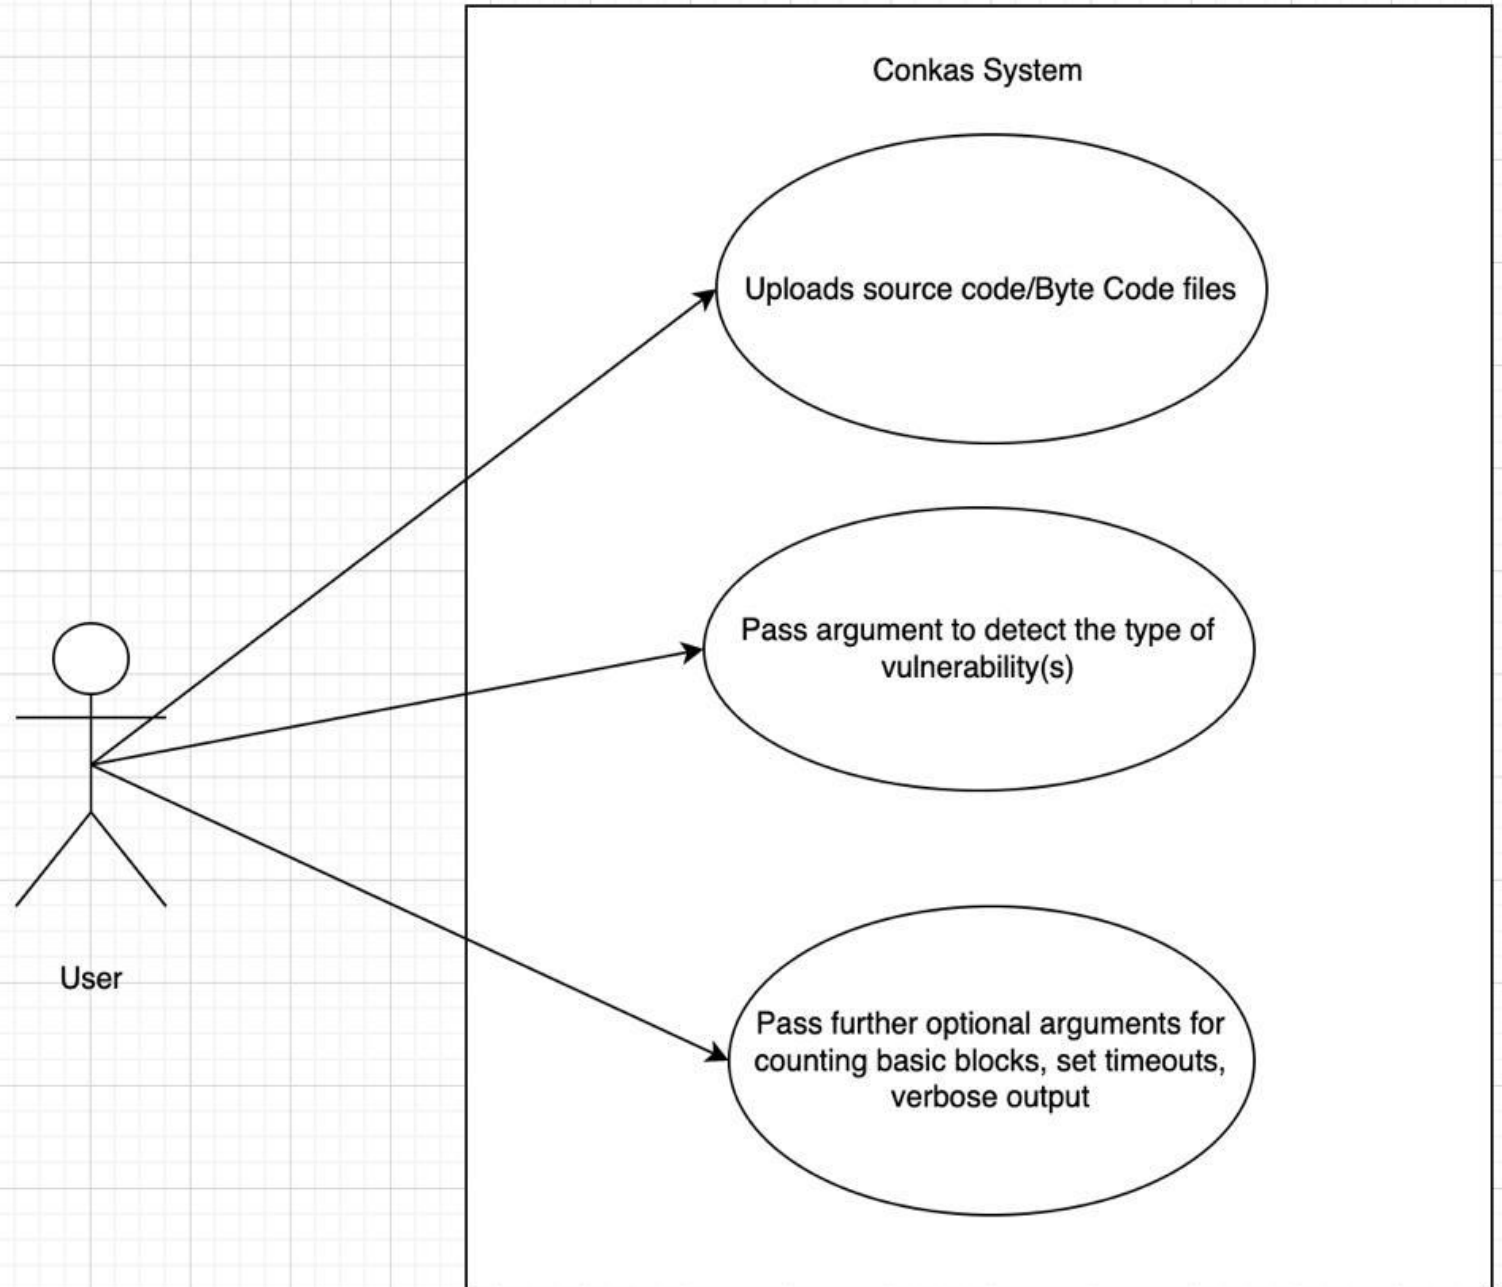 Conkas System
Uploads source code/Byte Code files
Pass argument to detect the type of
vulnerability(s)
User
Pass further optional arguments for
counting basic blocks, set timeouts,
verbose output